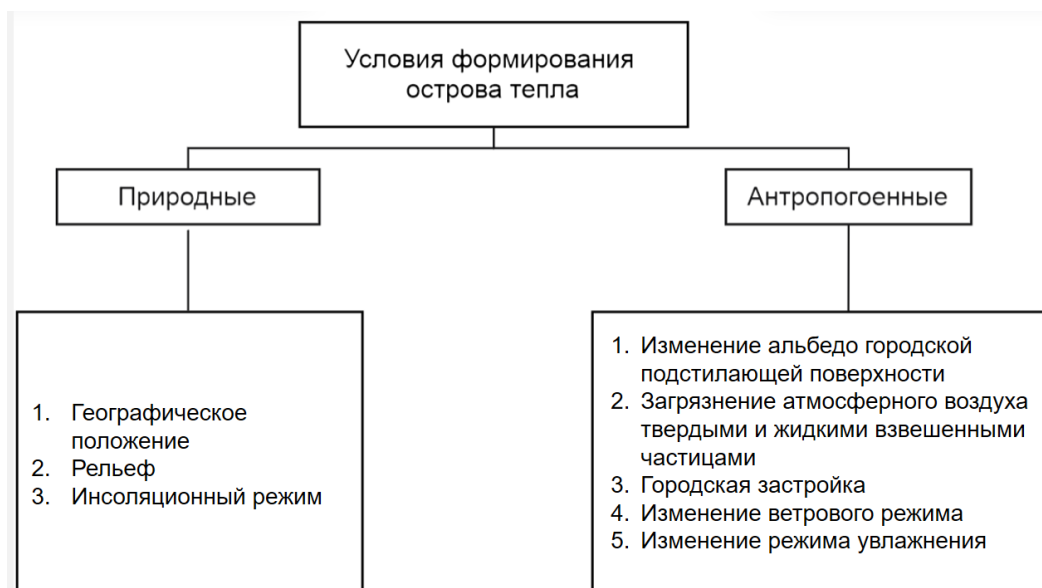 Условия формирования
острова тепла
Природные
Антропогоенные
1. Географическое
положение
2. Рельеф
3. Инсоляционный режим
1. Изменение альбедо городской
подстилающей поверхности
2. Загрязнение атмосферного воздуха
твердыми и жидкими взвешенными
частицами
3. Городская застройка
4. Изменение ветрового режима
5. Изменение режима увлажнения